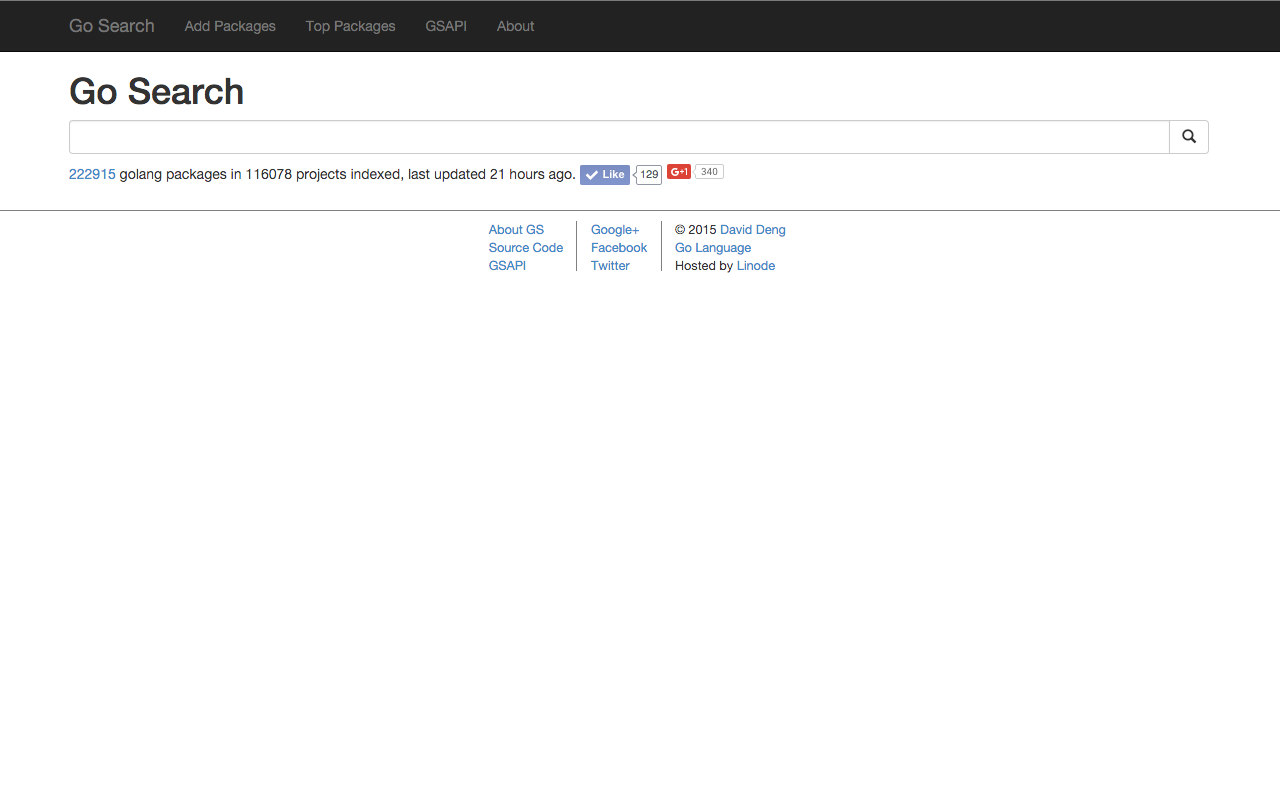 Go Search Add Packages Top Packages GSAPI About
Go Search
222915 golang packages in 116078 projects indexed, last updated 21 hours ago. Like 129 G+1 340
About GS Google+ © 2015 David Deng
Source Code Facebook Go Language
GSAPI Twitter Hosted by Linode